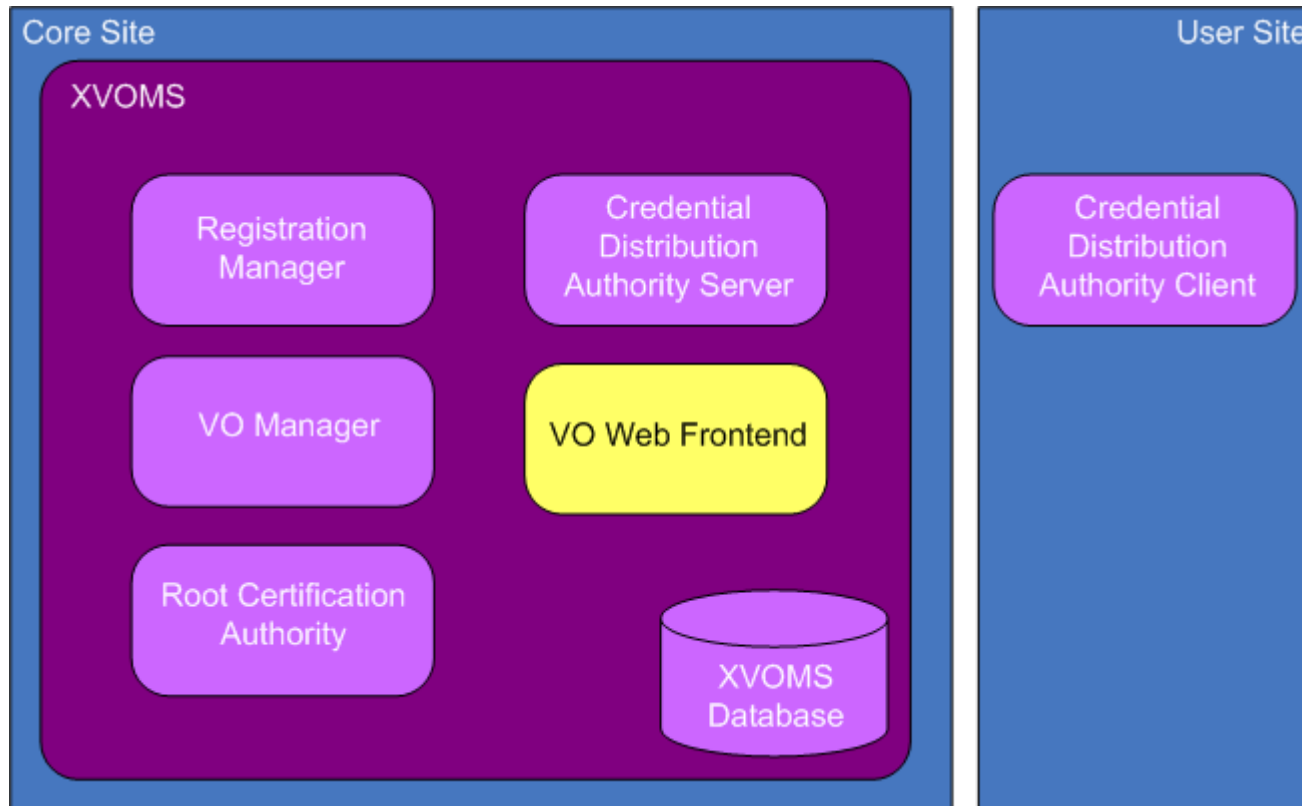 Core Site
XVOMS
Registration
Manager
Credential
Distribution
Authority Server
VO Manager
VO Web Frontend
Root Certification
Authority
XVOMS
Database
User Site
Credential
Distribution
Authority Client